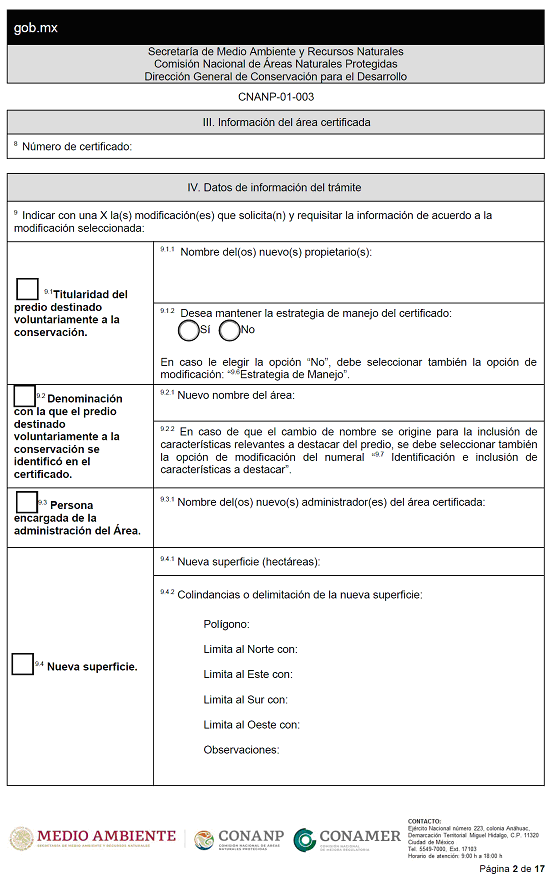 gob.mx
Secretaría de Medio Ambiente y Recursos Naturales
Comisión Nacional de Áreas Naturales Protegidas
Dirección General de Conservación para el Desarrollo
CNANP-01-003
III. Información del área certificada
8 Número de certificado:
IV. Datos de información del trámite
9 Indicar con una X la(s) modificación(es) que solicita(n) y requisitar la información de acuerdo a la
modificación seleccionada:
9.1 Titularidad del
predio destinado
voluntariamente a la
conservación.
9.1.1 Nombre del(os) nuevo(s) propietario(s):
9.1.2 Desea mantener la estrategia de manejo del certificado:
Sí No
En caso le elegir la opción “No”, debe seleccionar también la opción de
modificación: “9.6Estrategia de Manejo”.
9.2 Denominación
con la que el predio
destinado
voluntariamente a la
conservación se
identificó en el
certificado.
9.2.1 Nuevo nombre del área:
9.2.2 En caso de que el cambio de nombre se origine para la inclusión de
características relevantes a destacar del predio, se debe seleccionar también
la opción de modificación del numeral “9.7 Identificación e inclusión de
características a destacar”.
9.3 Persona
encargada de la
administración del Área.
9.3.1 Nombre del(os) nuevo(s) administrador(es) del área certificada:
9.4 Nueva superficie.
9.4.1 Nueva superficie (hectáreas):
9.4.2 Colindancias o delimitación de la nueva superficie:
Polígono:
Limita al Norte con:
Limita al Este con:
Limita al Sur con:
Limita al Oeste con:
Observaciones:
MEDIO AMBIENTE
SECRETARÍA DE MEDIO AMBIENTE Y RECURSOS NATURALES
CONANP
COMISIÓN NACIONAL DE ÁREAS
NATURALES PROTEGIDAS
CONAMER
COMISIÓN NACIONAL
DE MEJORA REGULATORIA
CONTACTO:
Ejército Nacional número 223, colonia Anáhuac,
Demarcación Territorial Miguel Hidalgo, C.P. 11320
Ciudad de México
Tel. 5549-7000, Ext. 17103
Horario de atención: 9:00 h a 18:00 h
Página 2 de 17